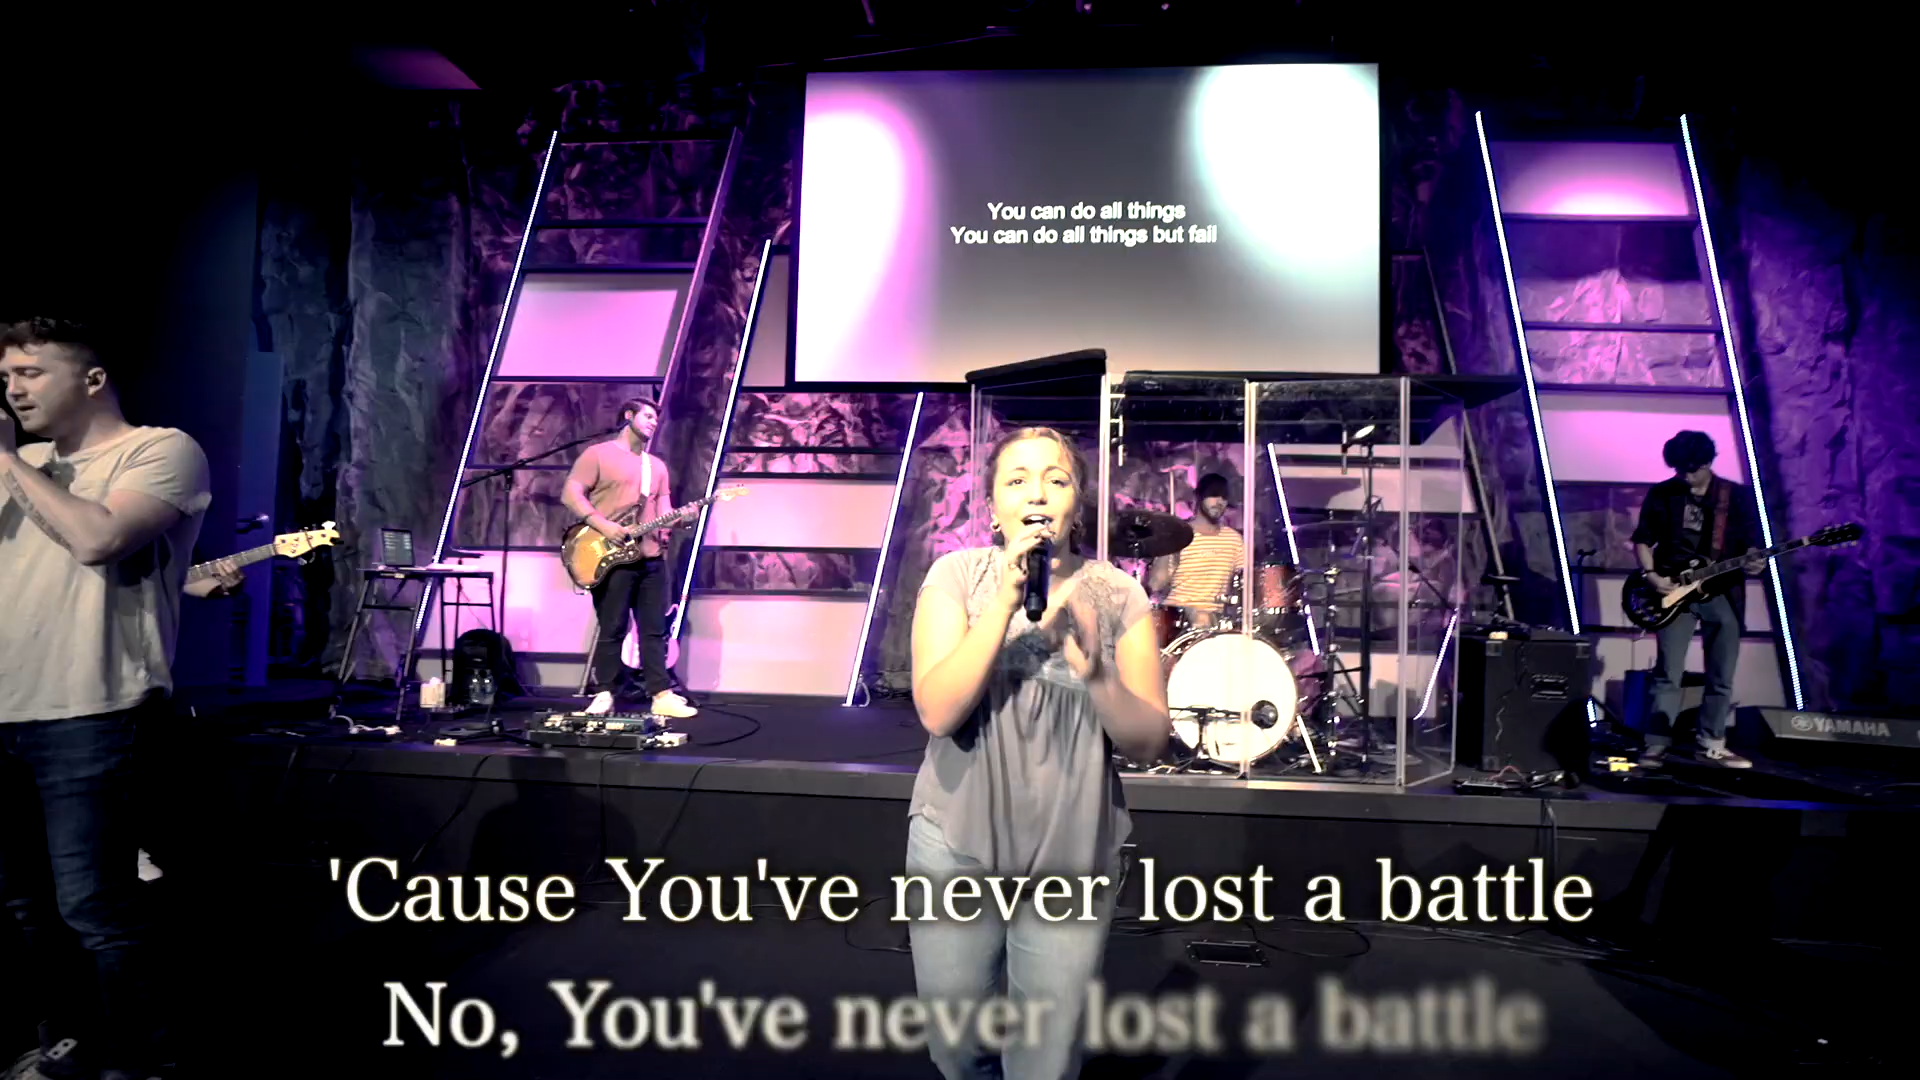 You can do all things
You can do all things but fail
YAMAHA
'Cause You've never lost a battle
No, You've never lost a battle